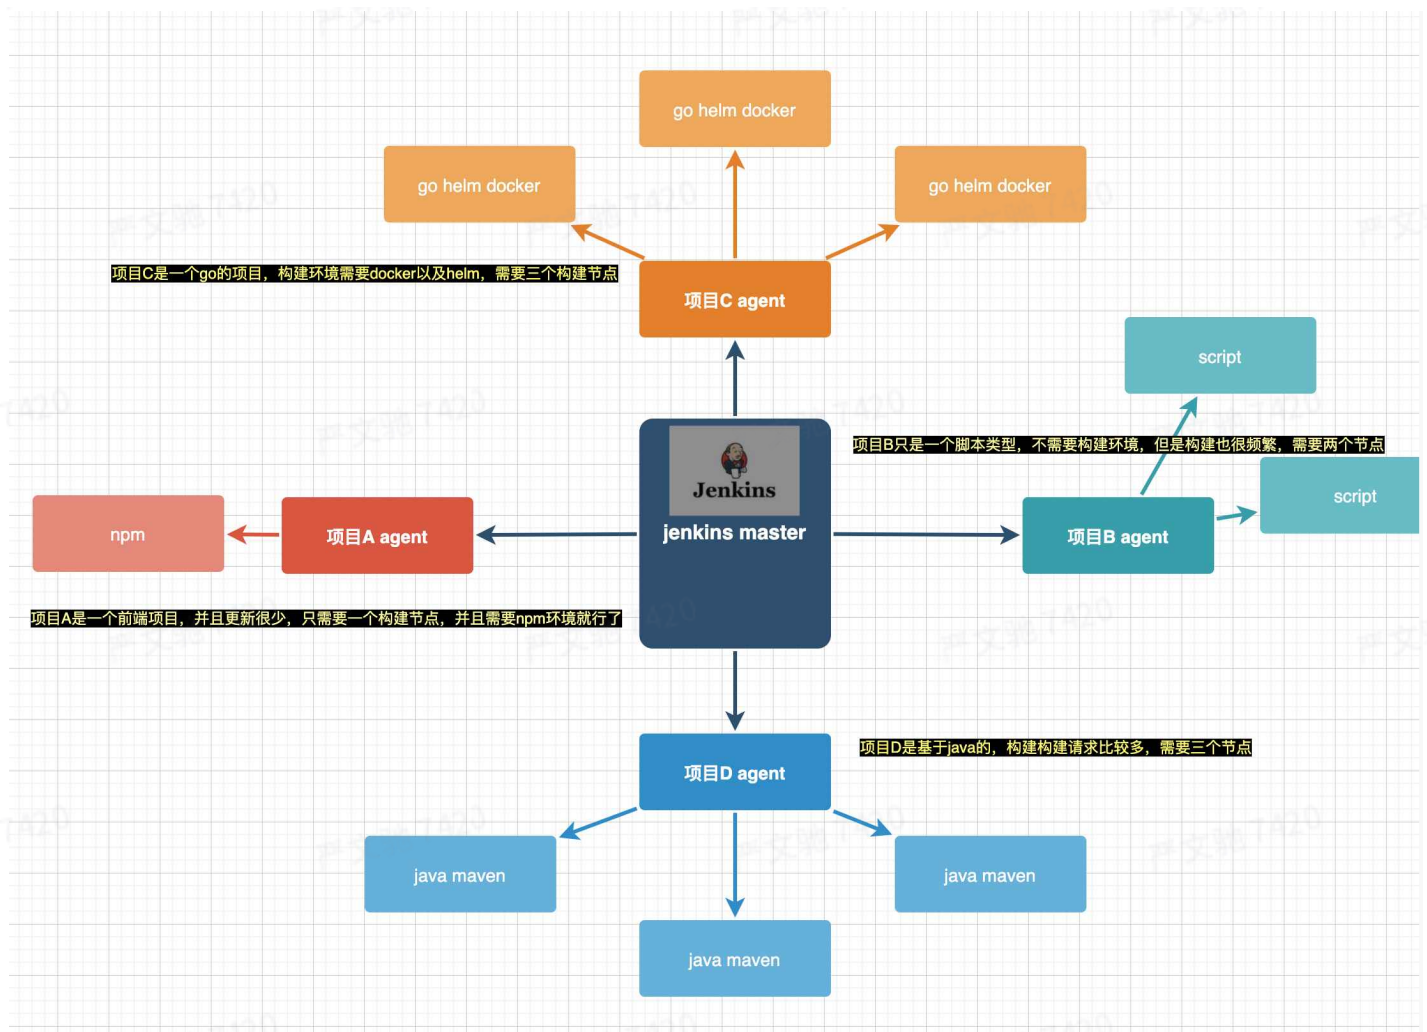 go helm docker
go helm docker
go helm docker
项目C是一个go的项目，构建环境需要docker以及helm，需要三个构建节点
项目C agent
script
Jenkins
jenkins master
项目B只是一个脚本类型，不需要构建环境，但是构建也很频繁，需要两个节点
script
npm
项目A agent
项目B agent
项目A是一个前端项目，并且更新很少，只需要一个构建节点，并且需要npm环境就行了
项目D是基于java的，构建构建请求比较多，需要三个节点
项目D agent
java maven
java maven
java maven
严文驰 7420